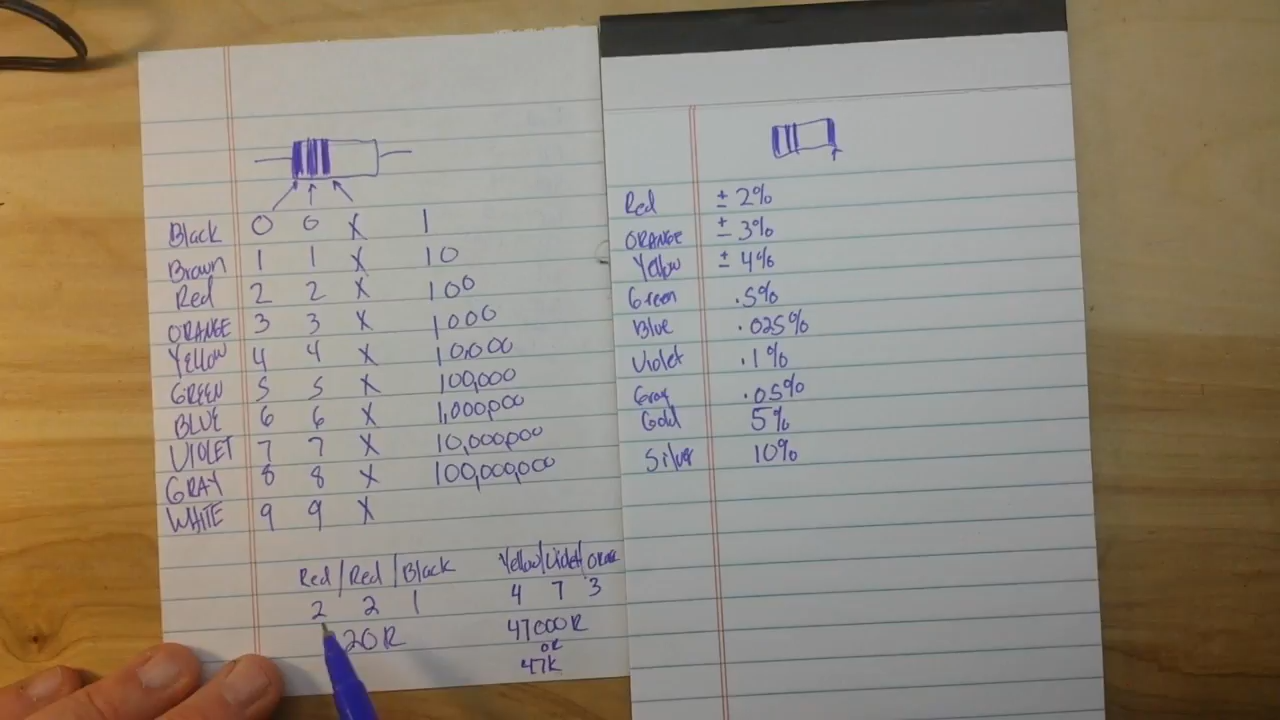 Black 0 0 X 1
Brown 1 1 X 10
Red 2 2 X 100
ORANGE 3 3 X 1000
YELLOW 4 4 X 10,000
GREEN 5 5 X 100,000
BLUE 6 6 X 1,000,000
VIOLET 7 7 X 10,000,000
GRAY 8 8 X 100,000,000
WHITE 9 9 X
Red / Red / Black
2 2 1
20R
Yellow / Violet / Orange
4 7 3
47000R
OR
47K
Red ± 2%
ORANGE ± 3%
Yellow ± 4%
Green .5%
Blue .025%
Violet .1%
Gray .05%
Gold 5%
Silver 10%